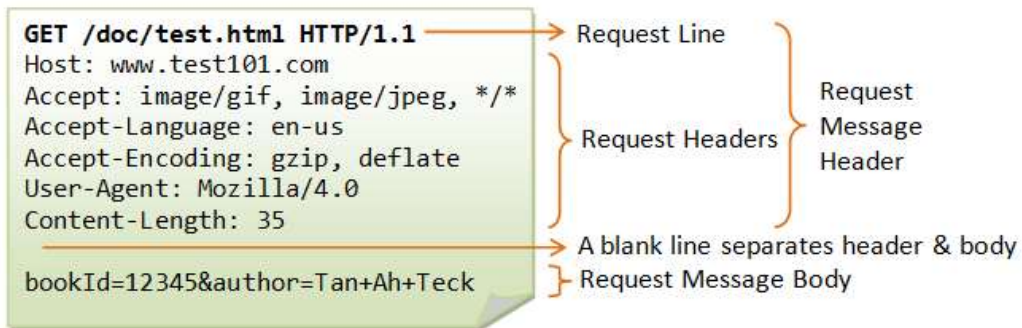 GET /doc/test.html HTTP/1.1
Host: www.test101.com
Accept: image/gif, image/jpeg, */*
Accept-Language: en-us
Accept-Encoding: gzip, deflate
User-Agent: Mozilla/4.0
Content-Length: 35
bookId=12345&author=Tan+Ah+Teck
Request Line
Request Headers
Request
Message
Header
A blank line separates header & body
Request Message Body